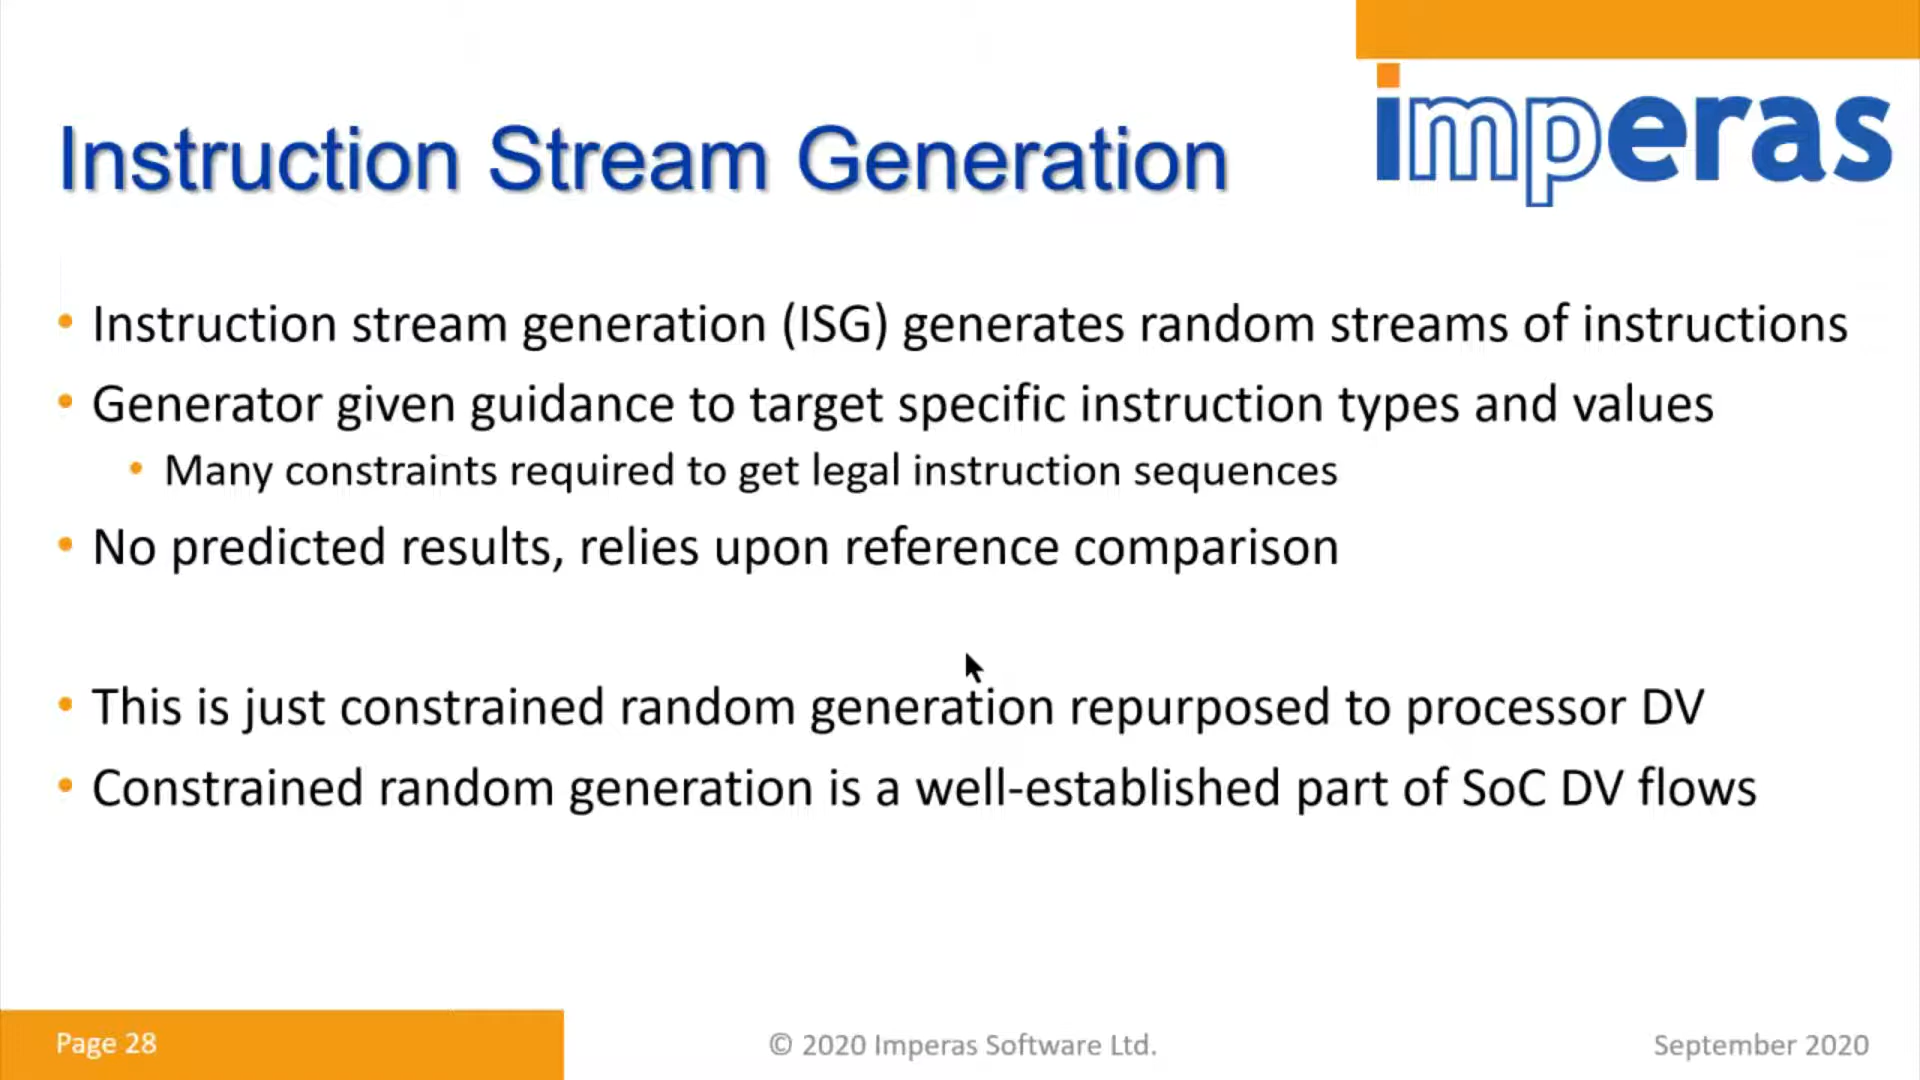 imperas
Instruction Stream Generation
• Instruction stream generation (ISG) generates random streams of instructions
• Generator given guidance to target specific instruction types and values
• Many constraints required to get legal instruction sequences
• No predicted results, relies upon reference comparison
• This is just constrained random generation repurposed to processor DV
• Constrained random generation is a well-established part of SoC DV flows
Page 28
© 2020 Imperas Software Ltd.
September 2020